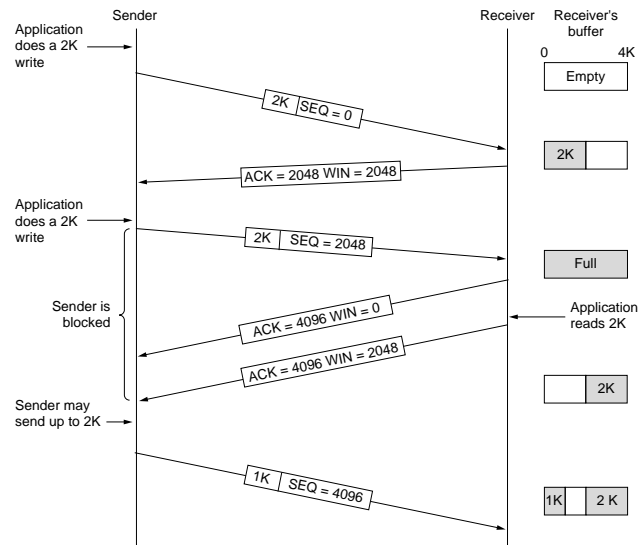 Sender
Receiver
Receiver's
buffer
Application
does a 2K
write
0
4K
Empty
2K
SEQ = 0
2K
ACK = 2048 WIN = 2048
Application
does a 2K
write
2K
SEQ = 2048
Full
Sender is
blocked
Application
reads 2K
ACK = 4096 WIN = 0
ACK = 4096 WIN = 2048
2K
Sender may
send up to 2K
1K
SEQ = 4096
1K
2 K